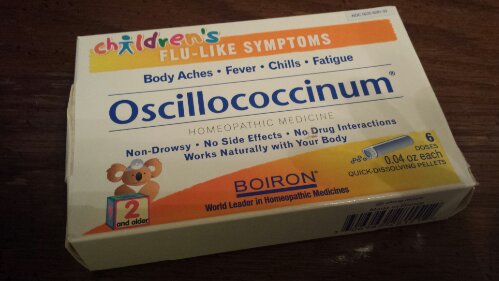 children's
FLU-LIKE SYMPTOMS
Body Aches • Fever • Chills • Fatigue
Oscillococcinum®
HOMEOPATHIC MEDICINE
Non-Drowsy • No Side Effects • No Drug Interactions
Works Naturally with Your Body
6
DOSES
0.04 oz each
QUICK-DISSOLVING PELLETS
2
and older
BOIRON®
World Leader in Homeopathic Medicines